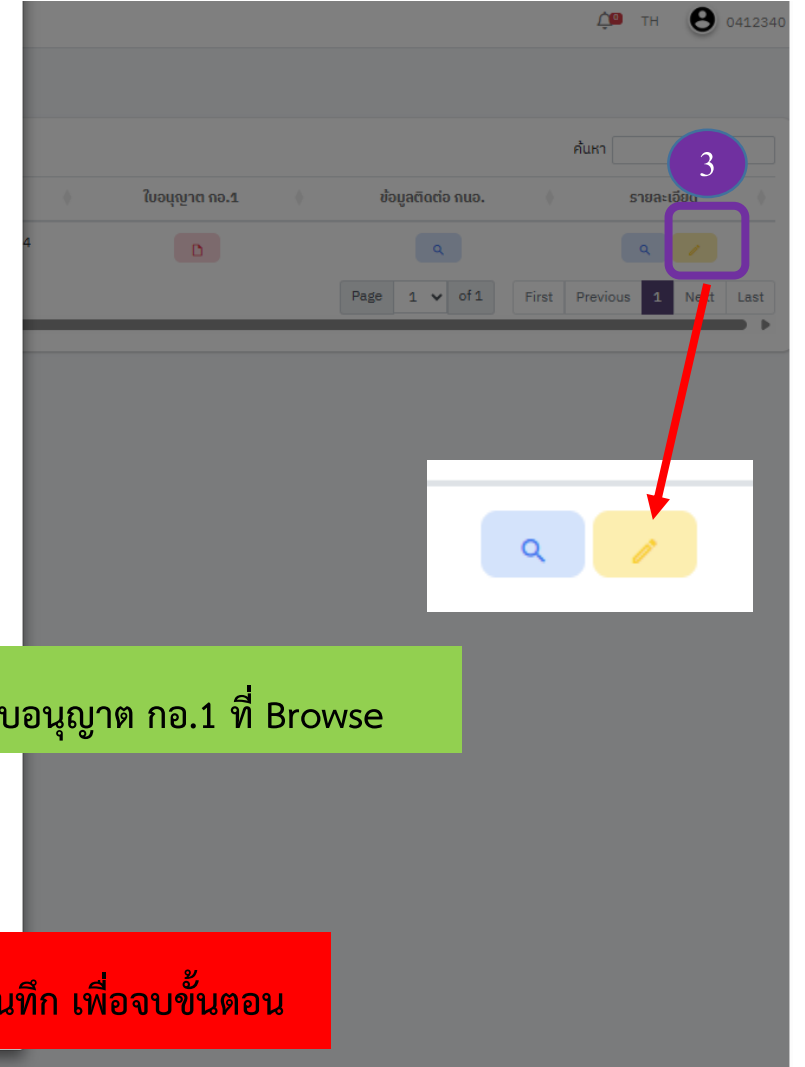 0
TH
0412340
ค้นหา
3
ใบอนุญาต กอ.1
ข้อมูลติดต่อ กนอ.
รายละเอียด
4
Page
1
of 1
First
Previous
1
Next
Last
บอนุญาต กอ.1 ที่ Browse
นทึก เพื่อจบขั้นตอน